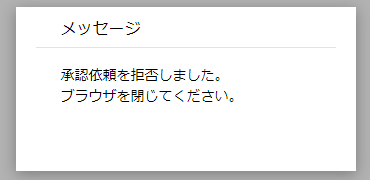 メッセージ
承認依頼を拒否しました。
ブラウザを閉じてください。